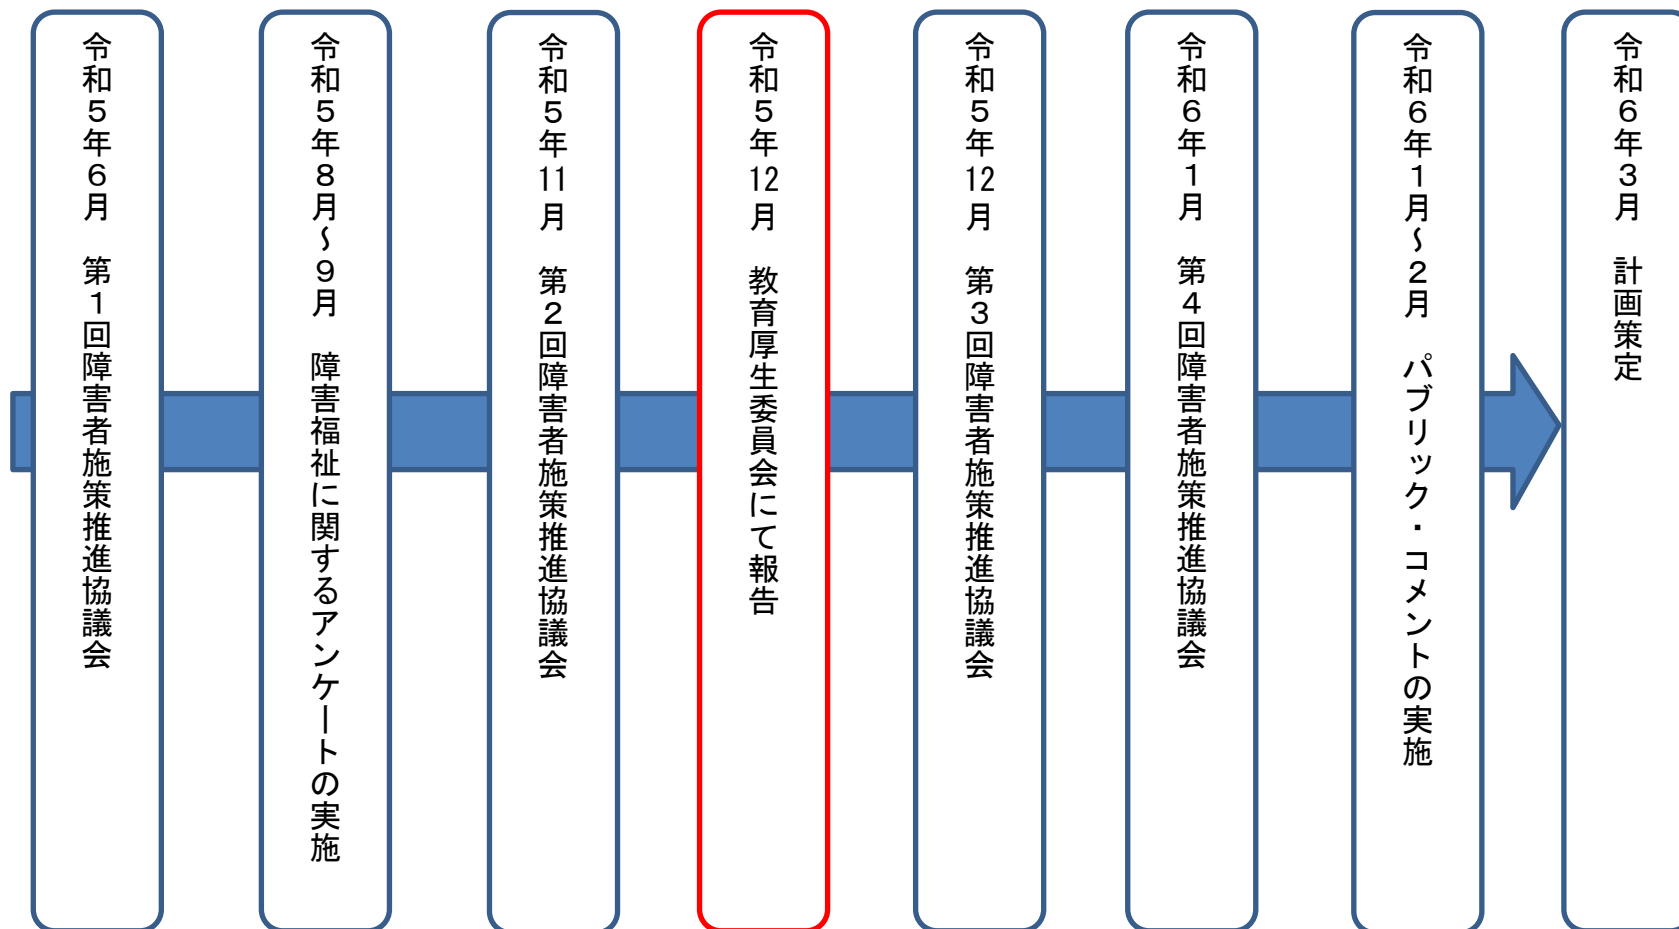 令和５年６月　第１回障害者施策推進協議会
令和５年８月～９月　障害福祉に関するアンケートの実施
令和５年11月　第２回障害者施策推進協議会
令和５年12月　教育厚生委員会にて報告
令和５年12月　第３回障害者施策推進協議会
令和６年１月　第４回障害者施策推進協議会
令和６年１月～２月　パブリック・コメントの実施
令和６年３月　計画策定